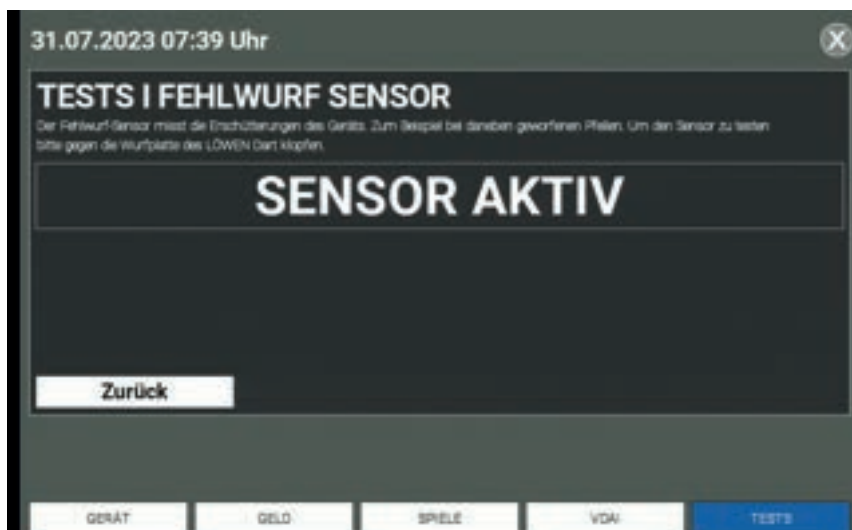 31.07.2023 07:39 Uhr
X
TESTS I FEHLWURF SENSOR
Der Fehlwurf-Sensor misst die Erschütterungen des Geräts. Zum Beispiel bei daneben geworfenen Pfeilen. Um den Sensor zu testen
bitte gegen die Wurfplatte des LÖWEN Dart klopfen.
SENSOR AKTIV
Zurück
GERÄT GELD SPIELE VDAI TESTS